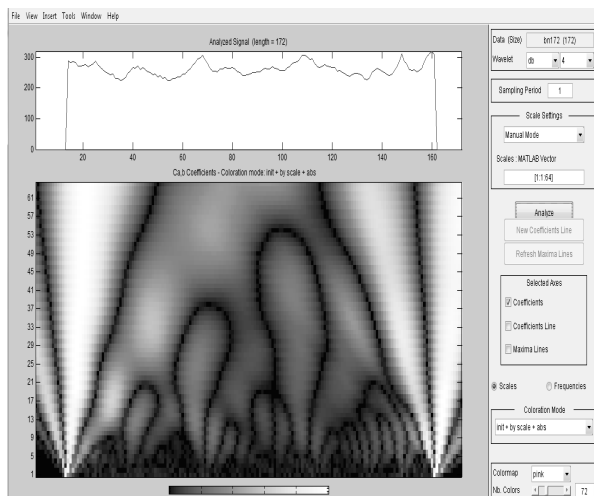 File View Insert Tools Window Help
Analyzed Signal (length = 172)
300
200
100
0
20 40 60 80 100 120 140 160
Ca,b Coefficients - Coloration mode: init + by scale + abs
61
57
53
49
45
41
37
33
29
25
21
17
13
9
5
1
Data (Size) bn172 (172)
Wavelet db 4
Sampling Period 1
Scale Settings
Manual Mode
Scales : MATLAB Vector
[1:1:64]
Analyze
New Coefficients Line
Refresh Maxima Lines
Selected Axes
Coefficients
Coefficients Line
Maxima Lines
Scales Frequencies
Coloration Mode
init + by scale + abs
Colormap pink
Nb. Colors 72